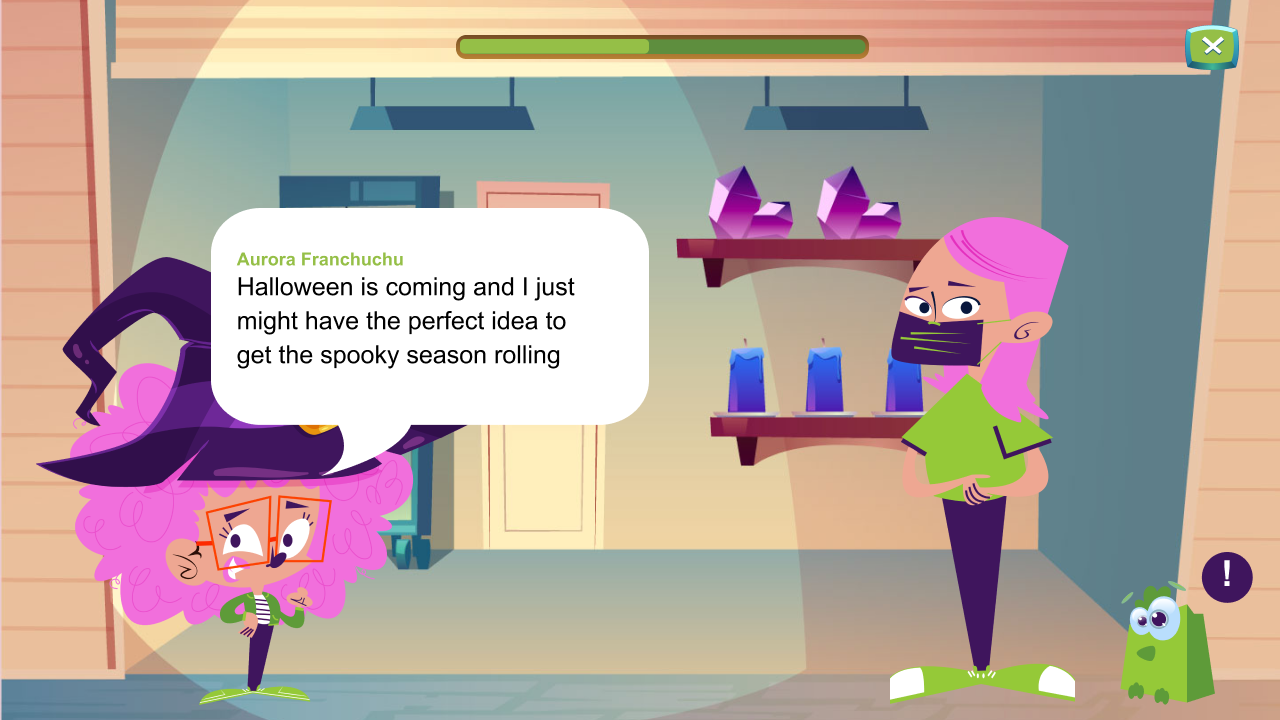 Aurora Franchuchu
Halloween is coming and I just
might have the perfect idea to
get the spooky season rolling
!